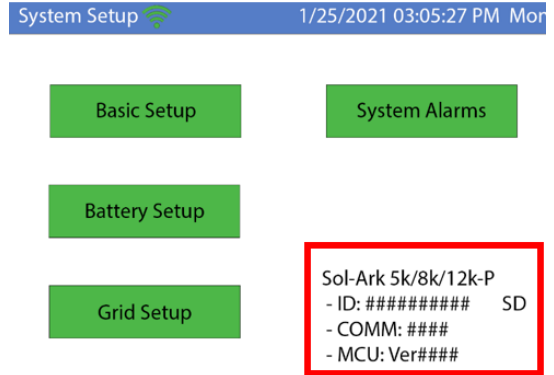 System Setup 1/25/2021 03:05:27 PM Mon
Basic Setup System Alarms
Battery Setup
Sol-Ark 5k/8k/12k-P
- ID: ########## SD
Grid Setup
- COMM: ####
- MCU: Ver####